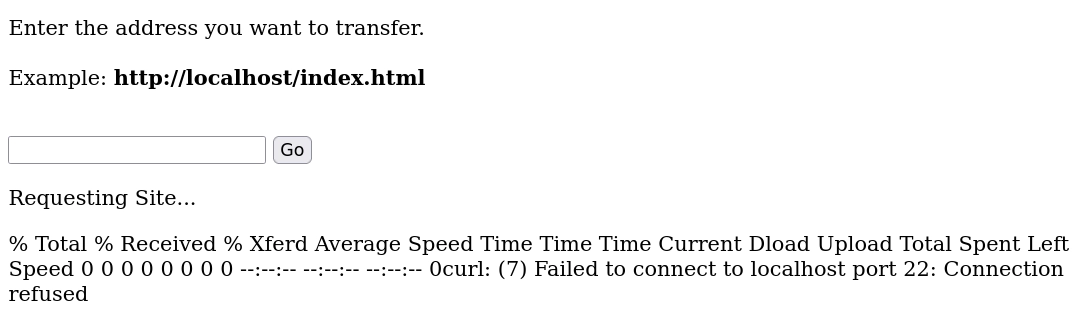 Enter the address you want to transfer.
Example: http://localhost/index.html
Go
Requesting Site...
% Total % Received % Xferd Average Speed Time Time Time Current Dload Upload Total Spent Left
Speed 0 0 0 0 0 0 0 0 --:--:-- --:--:-- --:--:-- 0curl: (7) Failed to connect to localhost port 22: Connection
refused